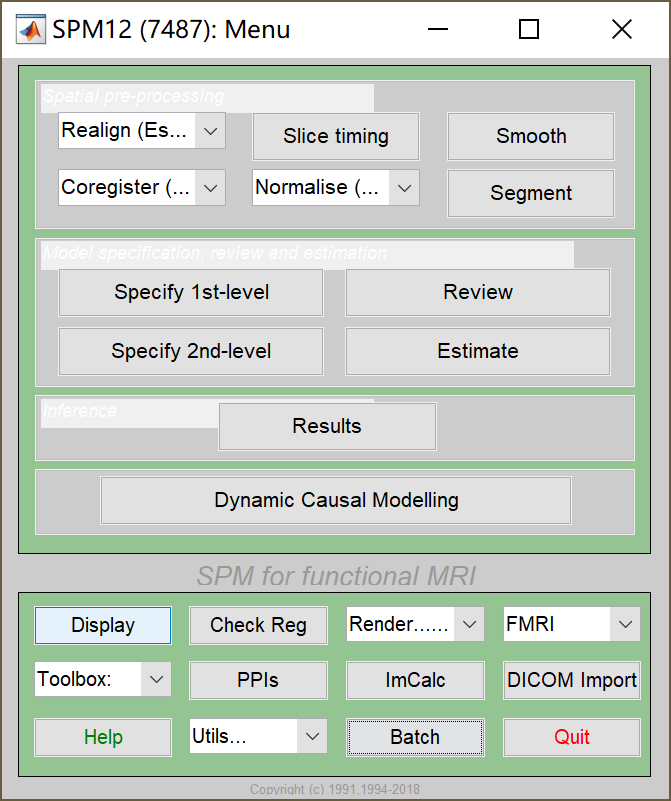 SPM12 (7487): Menu
Spatial pre-processing
Realign (Es...
Slice timing
Smooth
Coregister (...
Normalise (...
Segment
Model specification, review and estimation
Specify 1st-level
Review
Specify 2nd-level
Estimate
Inference
Results
Dynamic Causal Modelling
SPM for functional MRI
Display
Check Reg
Render......
FMRI
Toolbox:
PPIs
ImCalc
DICOM Import
Help
Utils...
Batch
Quit
Copyright (c) 1991,1994-2018